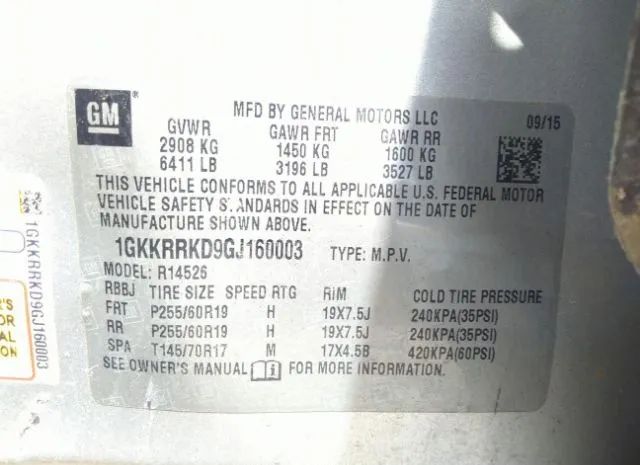 GM
MFD BY GENERAL MOTORS LLC
09/15
GVWR GAWR FRT GAWR RR
2908 KG 1450 KG 1600 KG
6411 LB 3196 LB 3527 LB
THIS VEHICLE CONFORMS TO ALL APPLICABLE U.S. FEDERAL MOTOR
VEHICLE SAFETY S.ANDARDS IN EFFECT ON THE DATE OF
MANUFACTURE SHOWN ABOVE.
1GKKRRKD9GJ160003 TYPE: M.P.V.
MODEL: R14526
RBBJ TIRE SIZE SPEED RTG RIM COLD TIRE PRESSURE
FRT P255/60R19 H 19X7.5J 240KPA(35PSI)
RR P255/60R19 H 19X7.5J 240KPA(35PSI)
SPA T145/70R17 M 17X4.5B 420KPA(60PSI)
SEE OWNER'S MANUAL FOR MORE INFORMATION.
1GKKRRKD9GJ160003